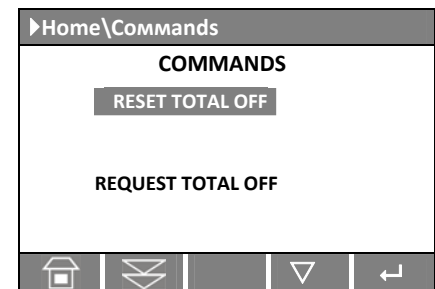 Home\Commands
COMMANDS
RESET TOTAL OFF
REQUEST TOTAL OFF